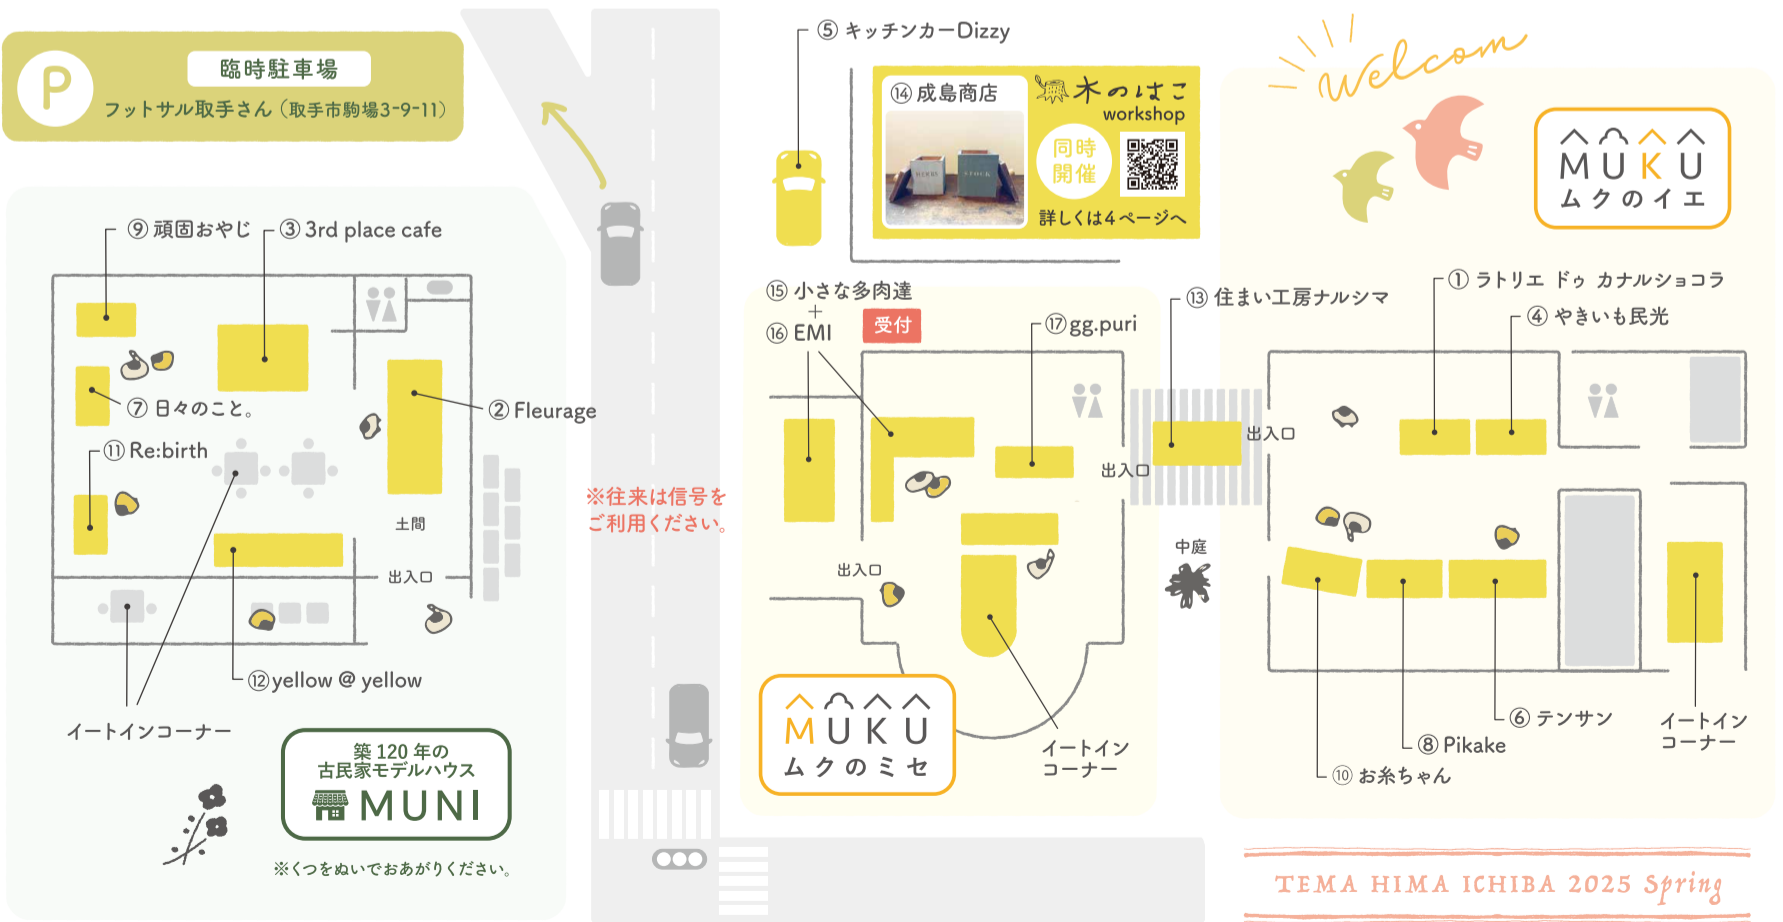 P
臨時駐車場
フットサル取手さん（取手市駒場3-9-11）
⑨ 頑固おやじ
③ 3rd place cafe
⑦ 日々のこと。
② Fleurage
⑪ Re:birth
土間
出入口
⑫ yellow @ yellow
イートインコーナー
築120年の
古民家モデルハウス
MUNI
※くつをぬいでおあがりください。
※往来は信号を
ご利用ください。
⑤ キッチンカーDizzy
⑭ 成島商店
木のはこ
workshop
同時
開催
詳しくは4ページへ
HERBS
STOCK
⑮ 小さな多肉達
+
⑯ EMI
受付
⑰ gg.puri
出入口
出入口
イートイン
コーナー
MUKU
ムクのミセ
⑬ 住まい工房ナルシマ
中庭
Welcom
MUKU
ムクのイエ
① ラトリエ ドゥ カナルショコラ
④ やきいも民光
出入口
⑥ テンサン
⑧ Pikake
⑩ お糸ちゃん
イートイン
コーナー
TEMA HIMA ICHIBA 2025 Spring